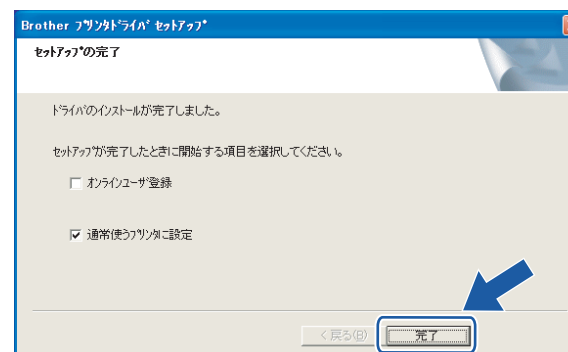 Brother ﾌﾟﾘﾝﾀﾄﾞﾗｲﾊﾞ ｾｯﾄｱｯﾌﾟ
ｾｯﾄｱｯﾌﾟの完了
ﾄﾞﾗｲﾊﾞのｲﾝｽﾄｰﾙが完了しました。
ｾｯﾄｱｯﾌﾟが完了したときに開始する項目を選択してください。
ｵﾝﾗｲﾝﾕｰｻﾞ登録
通常使うﾌﾟﾘﾝﾀに設定
< 戻る(B)
完了